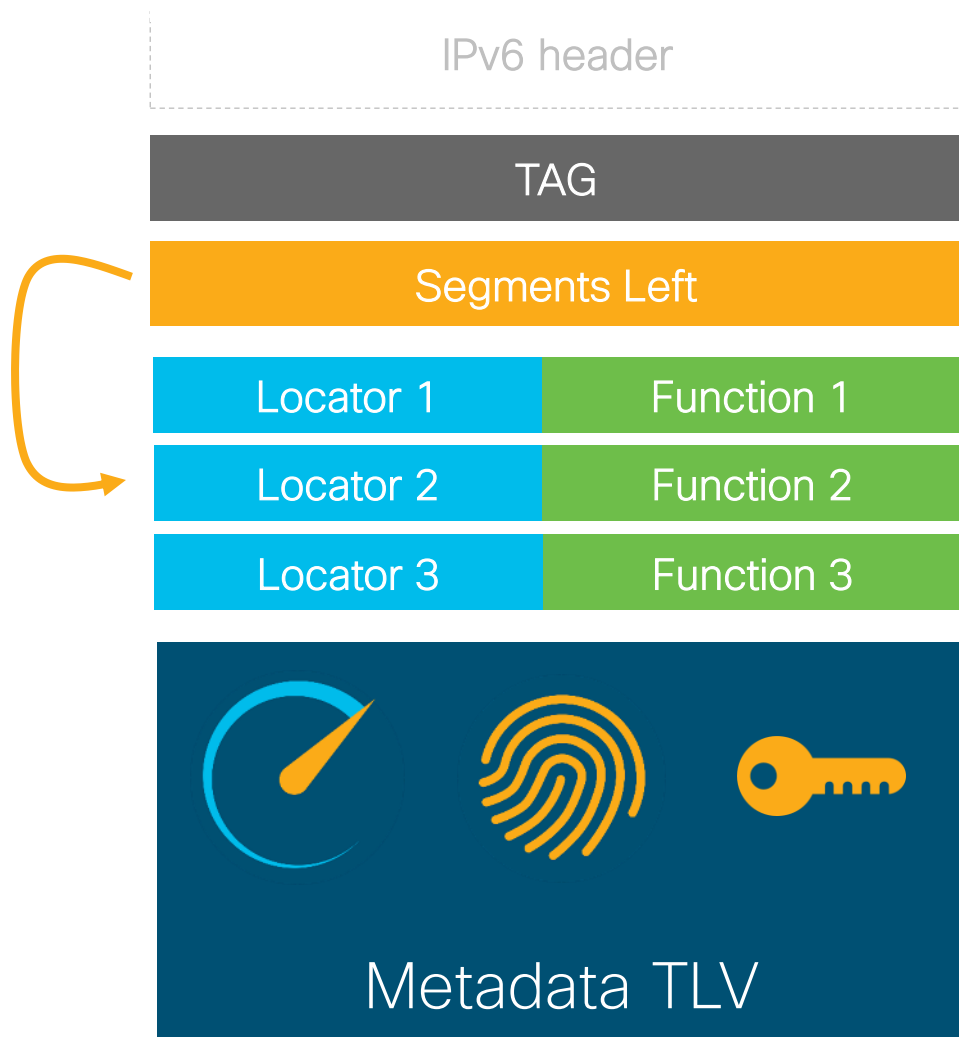 IPv6 header
TAG
Segments Left
Locator 1 Function 1
Locator 2 Function 2
Locator 3 Function 3
Metadata TLV